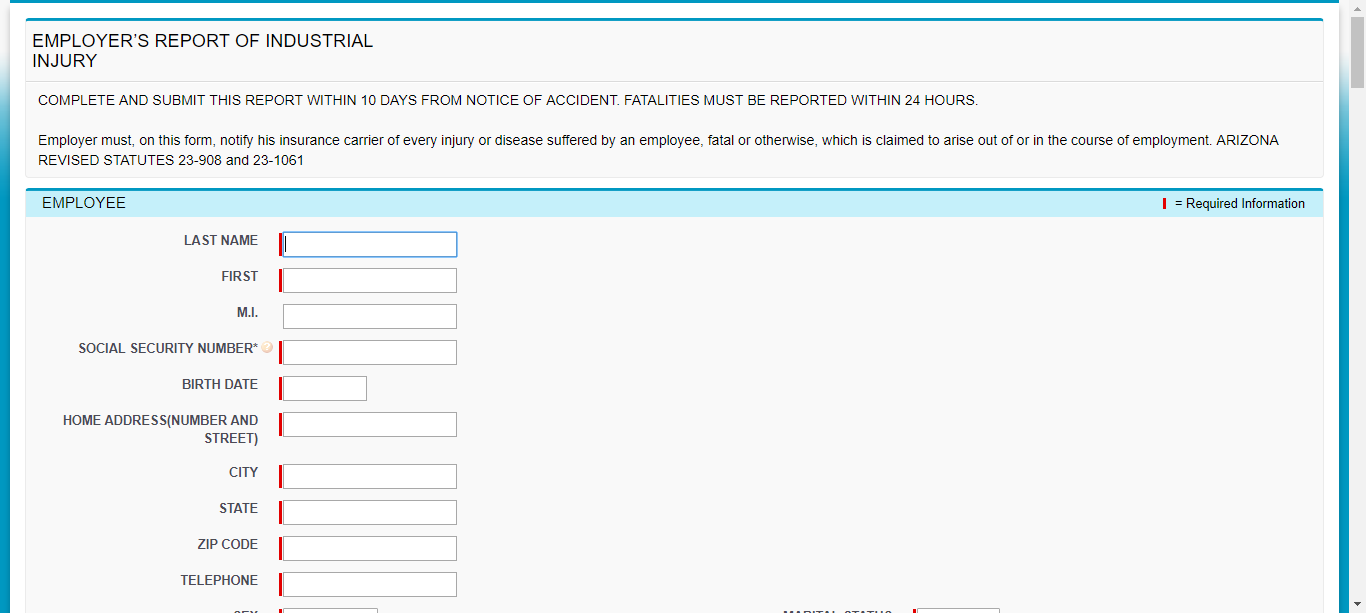 EMPLOYER'S REPORT OF INDUSTRIAL
INJURY
COMPLETE AND SUBMIT THIS REPORT WITHIN 10 DAYS FROM NOTICE OF ACCIDENT. FATALITIES MUST BE REPORTED WITHIN 24 HOURS.
Employer must, on this form, notify his insurance carrier of every injury or disease suffered by an employee, fatal or otherwise, which is claimed to arise out of or in the course of employment. ARIZONA
REVISED STATUTES 23-908 and 23-1061
EMPLOYEE
= Required Information
LAST NAME
FIRST
M.I.
SOCIAL SECURITY NUMBER*
BIRTH DATE
HOME ADDRESS(NUMBER AND
STREET)
CITY
STATE
ZIP CODE
TELEPHONE
SEX
MARITAL STATUS